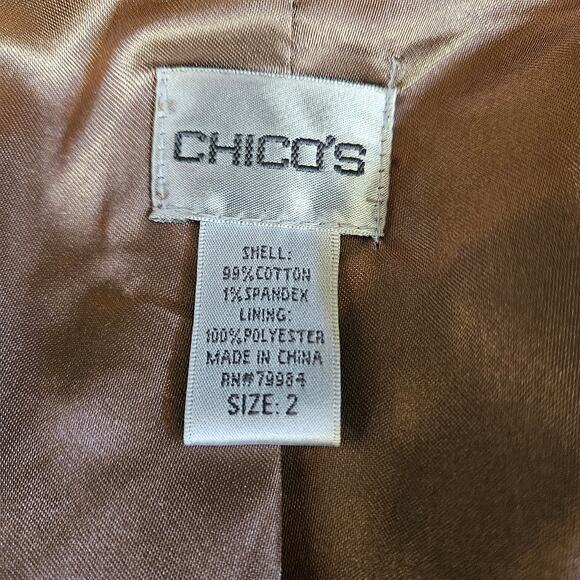 CHICO'S
SHELL:
99%COTTON
1%SPANDEX
LINING:
100%POLYESTER
MADE IN CHINA
RN#79984
SIZE: 2